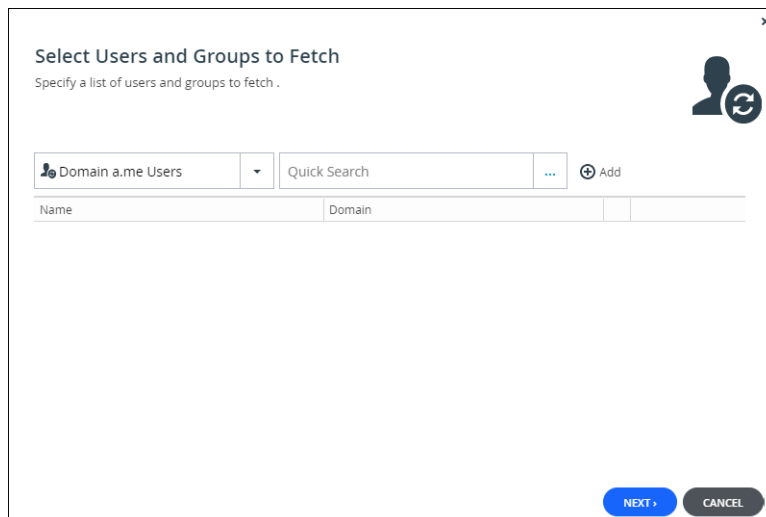 Select Users and Groups to Fetch
Specify a list of users and groups to fetch .
Domain a.me Users Quick Search ... Add
Name Domain
NEXT › CANCEL